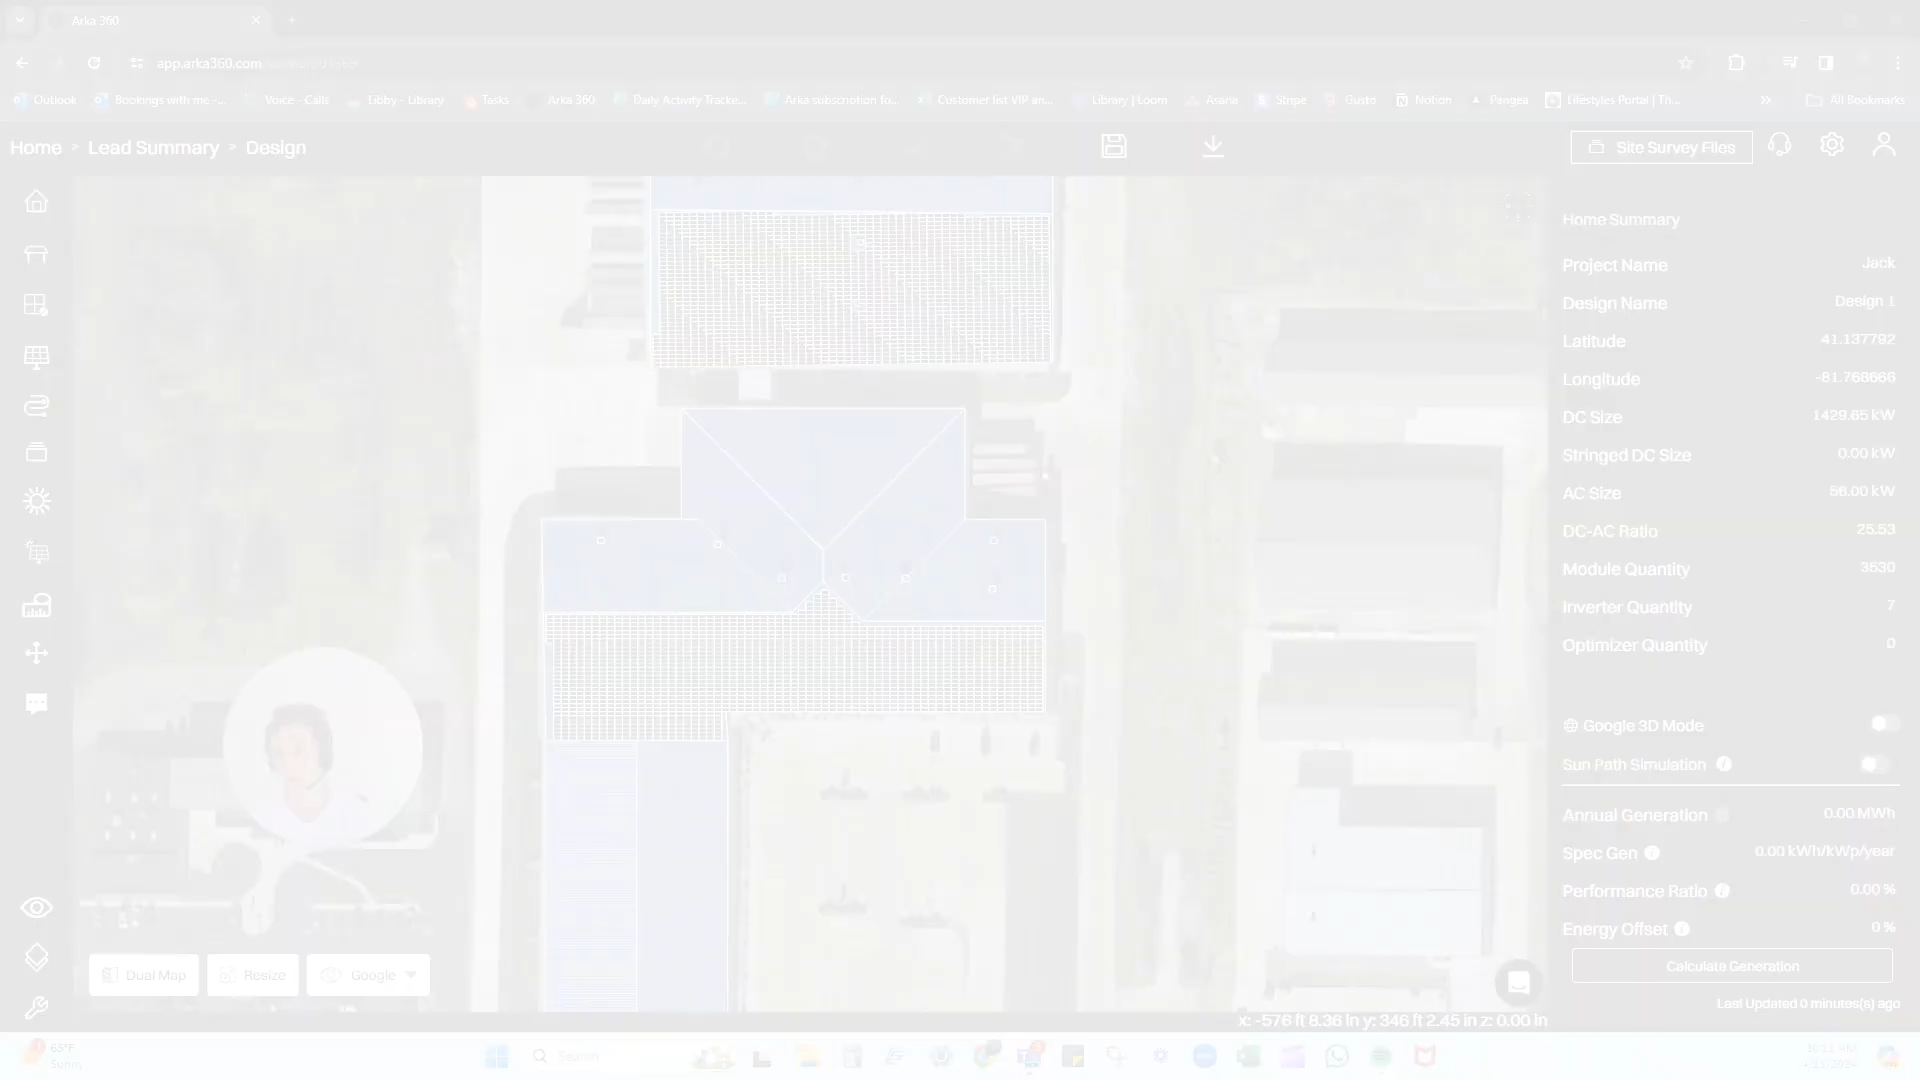 Arka 360
app.arka360.com
Outlook
Bookings with me -...
Voice - Calls
Libby - Library
Tasks
Arka 360
Daily Activity Tracke...
Arka subscription fo...
Customer list VIP an...
Library | Loom
Asana
Stripe
Gusto
Notion
Pangea
Lifestyles Portal | Th...
All Bookmarks
Home > Lead Summary > Design
Site Survey Files
Home Summary
Project Name Jack
Design Name Design 1
Latitude 41.137792
Longitude -81.768666
DC Size 1429.65 kW
Stringed DC Size 0.00 kW
AC Size 56.00 kW
DC-AC Ratio 25.53
Module Quantity 3530
Inverter Quantity 7
Optimizer Quantity 0
Google 3D Mode
Sun Path Simulation
Annual Generation 0.00 MWh
Spec Gen 0.00 kWh/kWp/year
Performance Ratio 0.00 %
Energy Offset 0 %
Calculate Generation
Last Updated 0 minutes(s) ago
Dual Map
Resize
Google
x: -576 ft 8.36 in y: 346 ft 2.45 in z: 0.00 in
65°F
Sunny
Search